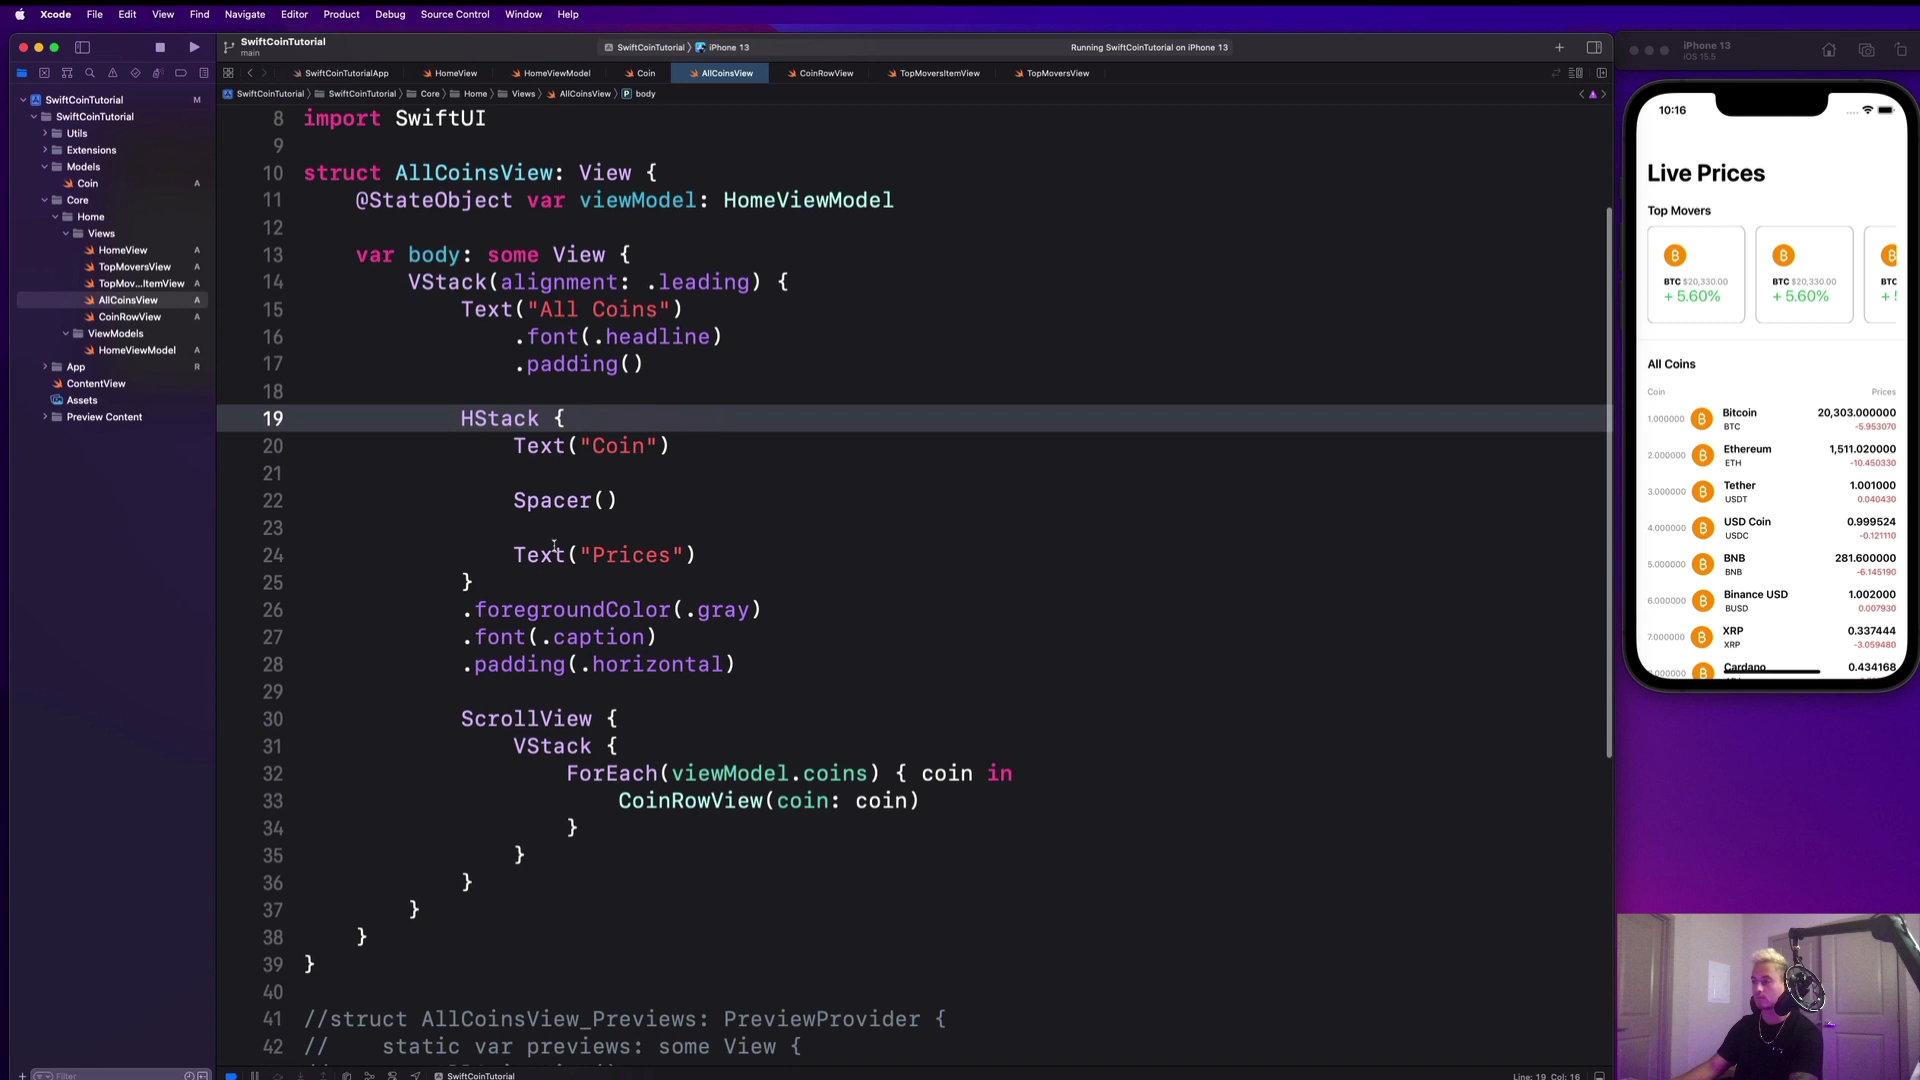 Xcode File Edit View Find Navigate Editor Product Debug Source Control Window Help
SwiftCoinTutorial
main
SwiftCoinTutorial iPhone 13
Running SwiftCoinTutorial on iPhone 13
SwiftCoinTutorialApp HomeView HomeViewModel Coin AllCoinsView CoinRowView TopMoversItemView TopMoversView
SwiftCoinTutorial SwiftCoinTutorial Core Home Views AllCoinsView P body
SwiftCoinTutorial M
SwiftCoinTutorial
Utils
Extensions
Models
Coin A
Core
Home
Views
HomeView A
TopMoversView A
TopMov...ItemView A
AllCoinsView A
CoinRowView A
ViewModels
HomeViewModel A
App R
ContentView
Assets
Preview Content
Filter
8 import SwiftUI
9
10 struct AllCoinsView: View {
11 @StateObject var viewModel: HomeViewModel
12
13 var body: some View {
14 VStack(alignment: .leading) {
15 Text("All Coins")
16 .font(.headline)
17 .padding()
18
19 HStack {
20 Text("Coin")
21
22 Spacer()
23
24 Text("Prices")
25 }
26 .foregroundColor(.gray)
27 .font(.caption)
28 .padding(.horizontal)
29
30 ScrollView {
31 VStack {
32 ForEach(viewModel.coins) { coin in
33 CoinRowView(coin: coin)
34 }
35 }
36 }
37 }
38 }
39 }
40
41 //struct AllCoinsView_Previews: PreviewProvider {
42 // static var previews: some View {
SwiftCoinTutorial
Line: 19 Col: 16
iPhone 13
iOS 15.5
10:16
Live Prices
Top Movers
BTC $20,330.00
+ 5.60%
BTC $20,330.00
+ 5.60%
All Coins
Coin Prices
1.000000 Bitcoin 20,303.000000
BTC -5.953070
2.000000 Ethereum 1,511.020000
ETH -10.450330
3.000000 Tether 1.001000
USDT 0.040430
4.000000 USD Coin 0.999524
USDC -0.121110
5.000000 BNB 281.600000
BNB -6.145190
6.000000 Binance USD 1.002000
BUSD 0.007930
7.000000 XRP 0.337444
XRP -3.059480
Cardano 0.434168